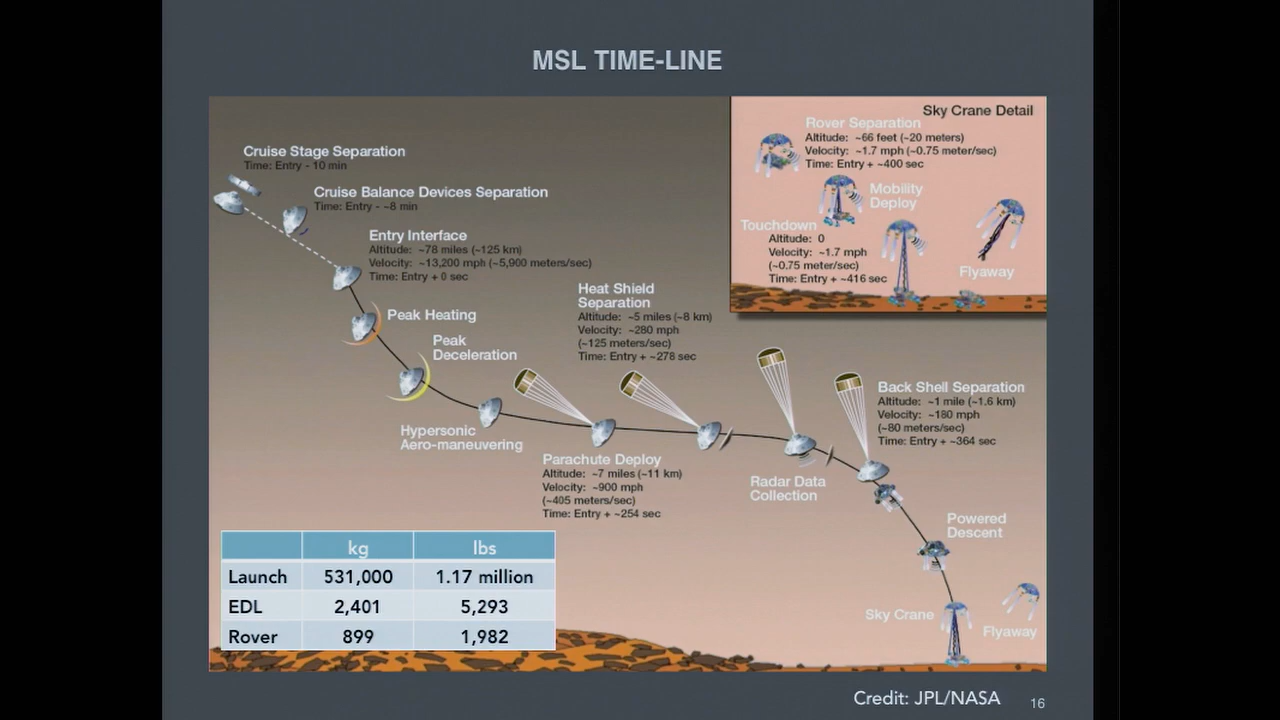 MSL TIME-LINE
Cruise Stage Separation
Time: Entry - 10 min
Cruise Balance Devices Separation
Time: Entry - ~8 min
Entry Interface
Altitude: ~78 miles (~125 km)
Velocity: ~13,200 mph (~5,900 meters/sec)
Time: Entry + 0 sec
Peak Heating
Peak
Deceleration
Hypersonic
Aero-maneuvering
Parachute Deploy
Altitude: ~7 miles (~11 km)
Velocity: ~900 mph
(~405 meters/sec)
Time: Entry + ~254 sec
Heat Shield
Separation
Altitude: ~5 miles (~8 km)
Velocity: ~280 mph
(~125 meters/sec)
Time: Entry + ~278 sec
Radar Data
Collection
Back Shell Separation
Altitude: ~1 mile (~1.6 km)
Velocity: ~180 mph
(~80 meters/sec)
Time: Entry + ~364 sec
Powered
Descent
Sky Crane
Flyaway
Sky Crane Detail
Rover Separation
Altitude: ~66 feet (~20 meters)
Velocity: ~1.7 mph (~0.75 meter/sec)
Time: Entry + ~400 sec
Mobility
Deploy
Touchdown
Altitude: 0
Velocity: ~1.7 mph
(~0.75 meter/sec)
Time: Entry + ~416 sec
Flyaway
kg lbs
Launch 531,000 1.17 million
EDL 2,401 5,293
Rover 899 1,982
Credit: JPL/NASA
16